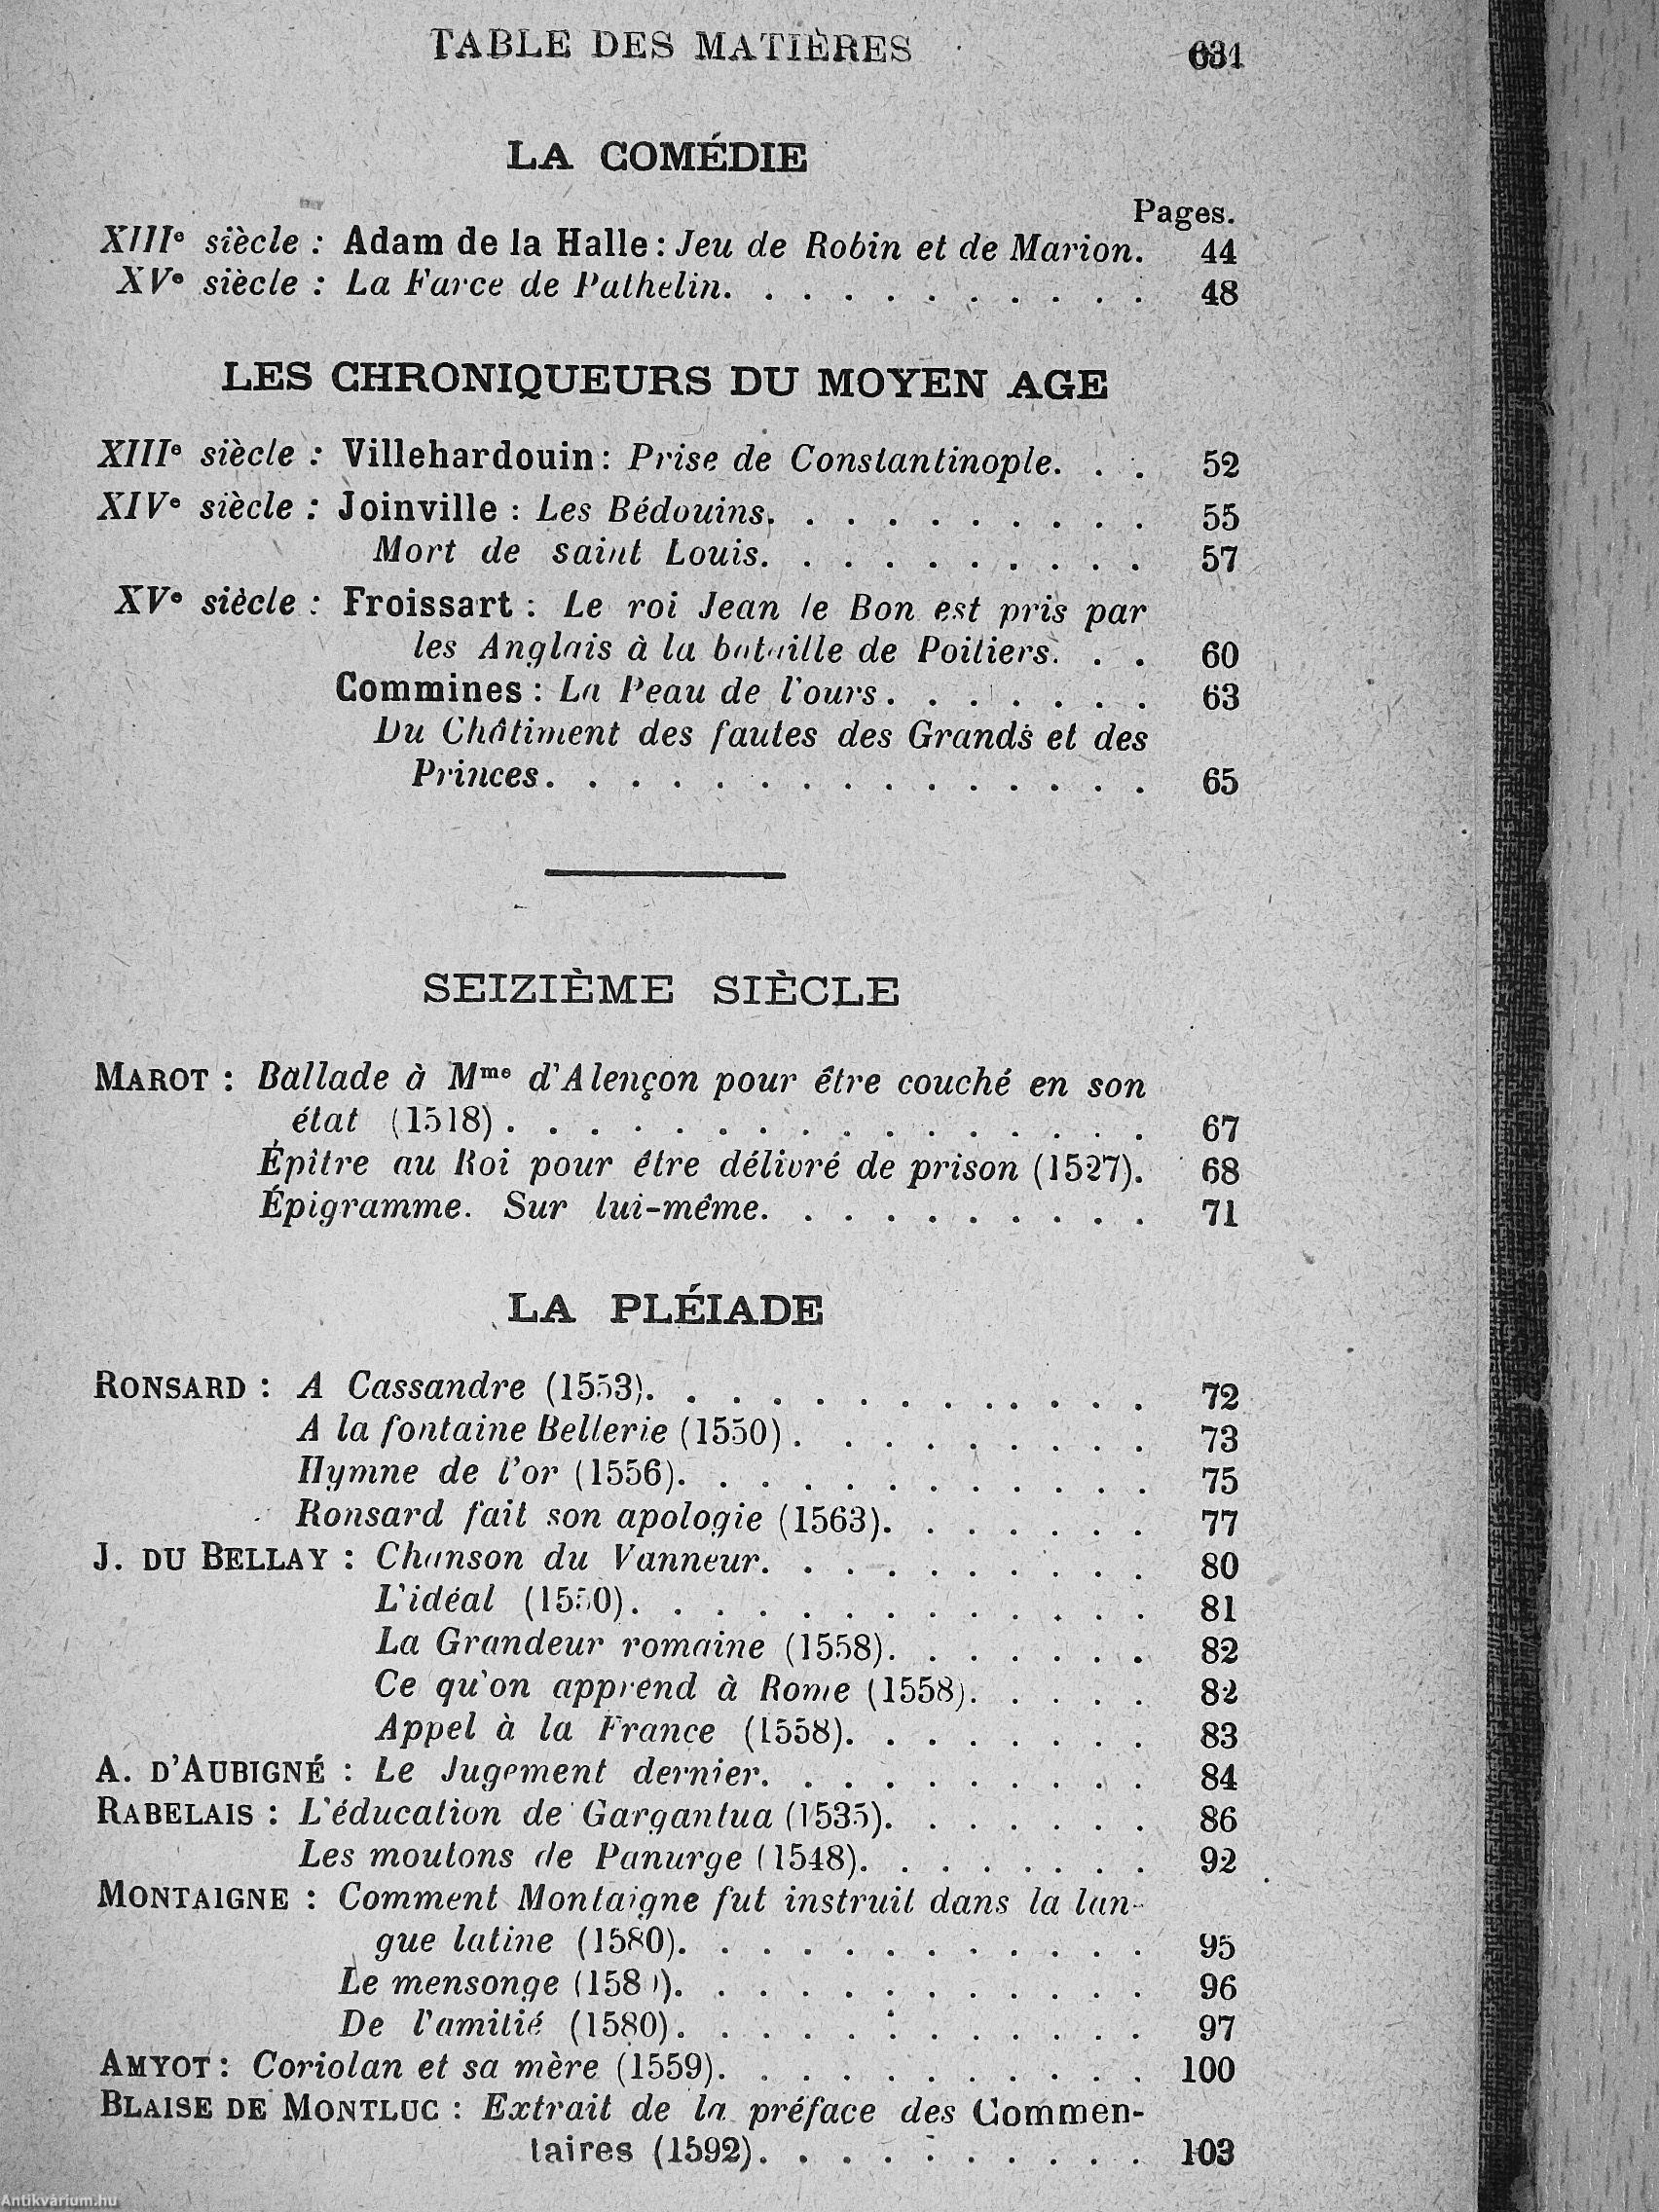 TABLE DES MATIÈRES 631
LA COMÉDIE
Pages.
XIIIe siècle : Adam de la Halle : Jeu de Robin et de Marion. 44
XVe siècle : La Farce de Pathelin. . . . . . . . . . . 48
LES CHRONIQUEURS DU MOYEN AGE
XIIIe siècle : Villehardouin : Prise de Constantinople. . . 52
XIVe siècle : Joinville : Les Bédouins. . . . . . . . . . 55
Mort de saint Louis. . . . . . . . . . 57
XVe siècle : Froissart : Le roi Jean le Bon est pris par
les Anglais à la bataille de Poitiers. . . 60
Commines : La Peau de l'ours. . . . . . . 63
Du Châtiment des fautes des Grands et des
Princes. . . . . . . . . . . . . . . 65
SEIZIÈME SIÈCLE
MAROT : Ballade à Mme d'Alençon pour être couché en son
état (1518). . . . . . . . . . . . . . . . 67
Épître au Roi pour être délivré de prison (1527). 68
Épigramme. Sur lui-même. . . . . . . . . . 71
LA PLÉIADE
RONSARD : A Cassandre (1553). . . . . . . . . . . . 72
A la fontaine Bellerie (1550). . . . . . . . . 73
Hymne de l'or (1556). . . . . . . . . . . . 75
Ronsard fait son apologie (1563). . . . . . . 77
J. DU BELLAY : Chanson du Vanneur. . . . . . . . . . 80
L'idéal (1550). . . . . . . . . . . . . 81
La Grandeur romaine (1558). . . . . . . 82
Ce qu'on apprend à Rome (1558). . . . . 82
Appel à la France (1558). . . . . . . . 83
A. D'AUBIGNÉ : Le Jugement dernier. . . . . . . . . . 84
RABELAIS : L'éducation de Gargantua (1535). . . . . . . 86
Les moutons de Panurge (1548). . . . . . . . 92
MONTAIGNE : Comment Montaigne fut instruit dans la lan-
gue latine (1580). . . . . . . . . . . . 95
Le mensonge (1580). . . . . . . . . . . . 96
De l'amitié (1580). . . . . . . . . . . . 97
AMYOT : Coriolan et sa mère (1559). . . . . . . . . . . 100
BLAISE DE MONTLUC : Extrait de la préface des Commen-
taires (1592). . . . . . . . . . 103
Antikvárium.hu